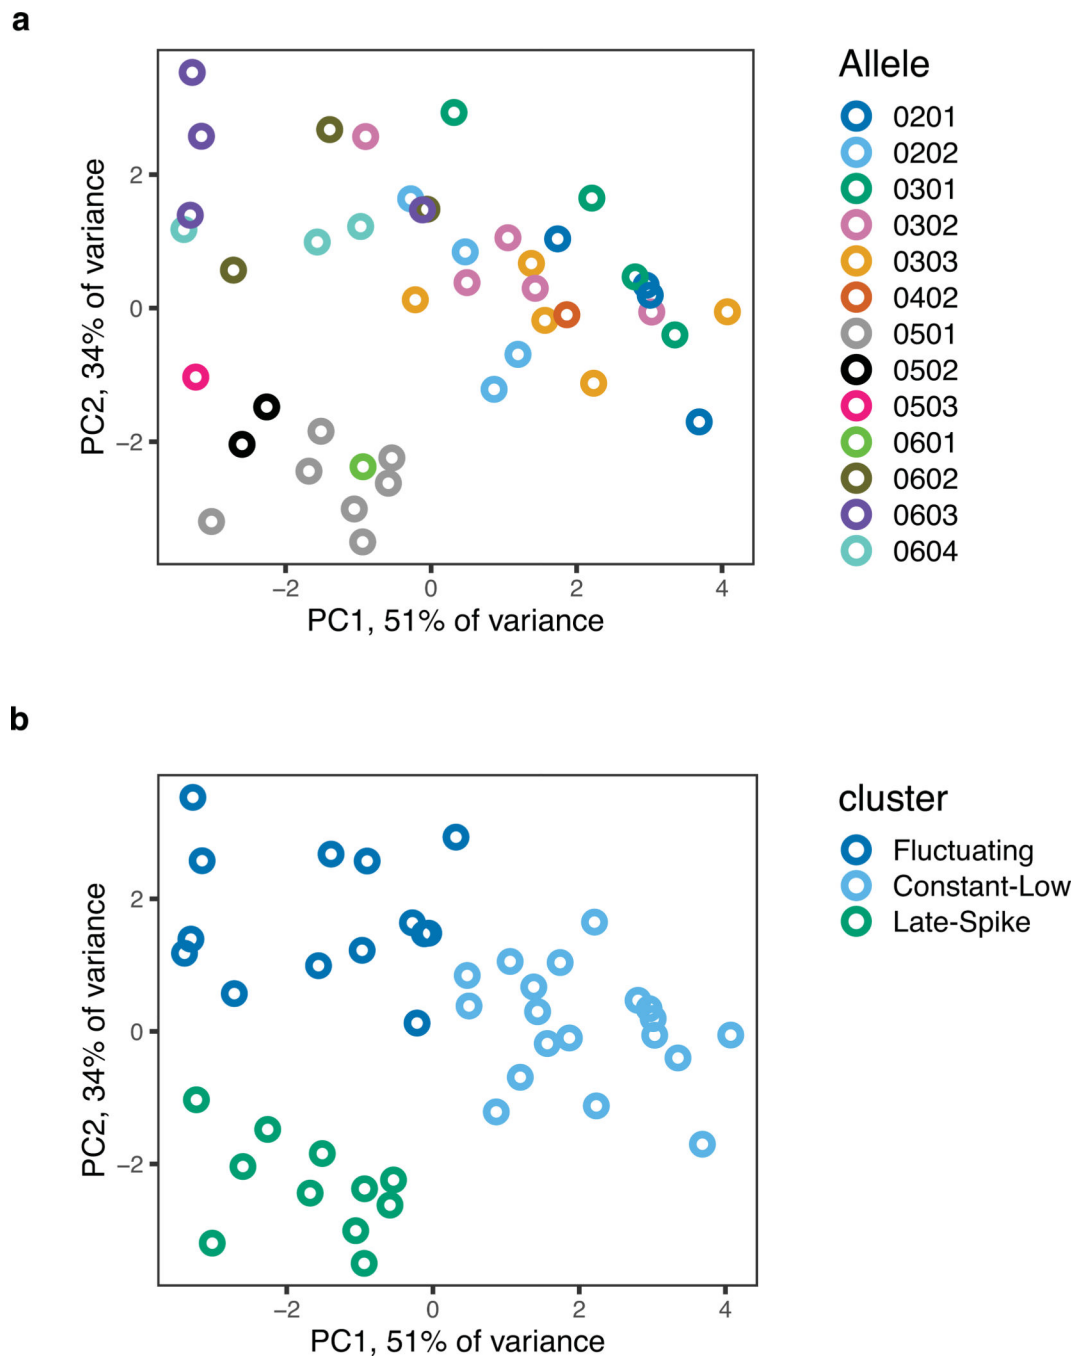 a
Allele
0201
0202
0301
0302
0303
0402
0501
0502
0503
0601
0602
0603
0604
PC2, 34% of variance
2
0
−2
−2 0 2 4
PC1, 51% of variance
b
cluster
Fluctuating
Constant-Low
Late-Spike
PC2, 34% of variance
2
0
−2
−2 0 2 4
PC1, 51% of variance